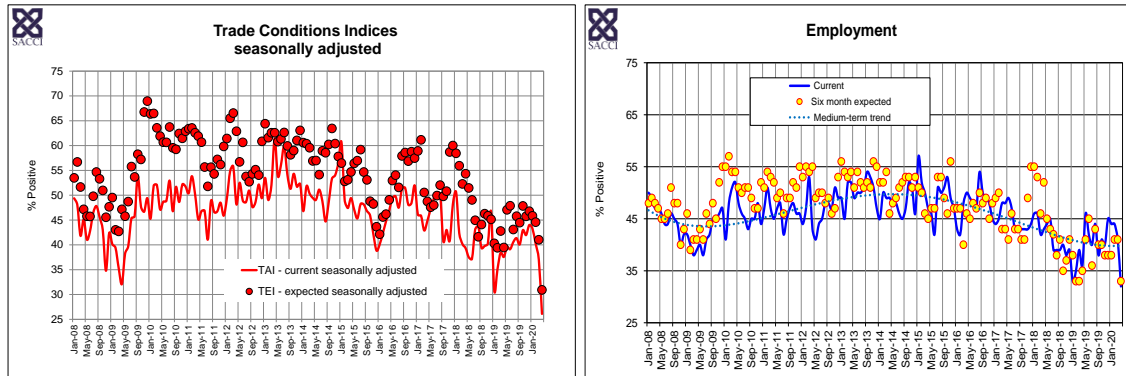 SACCI
Trade Conditions Indices
seasonally adjusted
75
70
65
60
55
50
45
40
35
30
25
% Positive
TAI - current seasonally adjusted
TEI - expected seasonally adjusted
Jan-08
May-08
Sep-08
Jan-09
May-09
Sep-09
Jan-10
May-10
Sep-10
Jan-11
May-11
Sep-11
Jan-12
May-12
Sep-12
Jan-13
May-13
Sep-13
Jan-14
May-14
Sep-14
Jan-15
May-15
Sep-15
Jan-16
May-16
Sep-16
Jan-17
May-17
Sep-17
Jan-18
May-18
Sep-18
Jan-19
May-19
Sep-19
Jan-20
SACCI
Employment
75
65
55
45
35
25
% Positive
Current
Six month expected
Medium-term trend
Jan-08
May-08
Sep-08
Jan-09
May-09
Sep-09
Jan-10
May-10
Sep-10
Jan-11
May-11
Sep-11
Jan-12
May-12
Sep-12
Jan-13
May-13
Sep-13
Jan-14
May-14
Sep-14
Jan-15
May-15
Sep-15
Jan-16
May-16
Sep-16
Jan-17
May-17
Sep-17
Jan-18
May-18
Sep-18
Jan-19
May-19
Sep-19
Jan-20